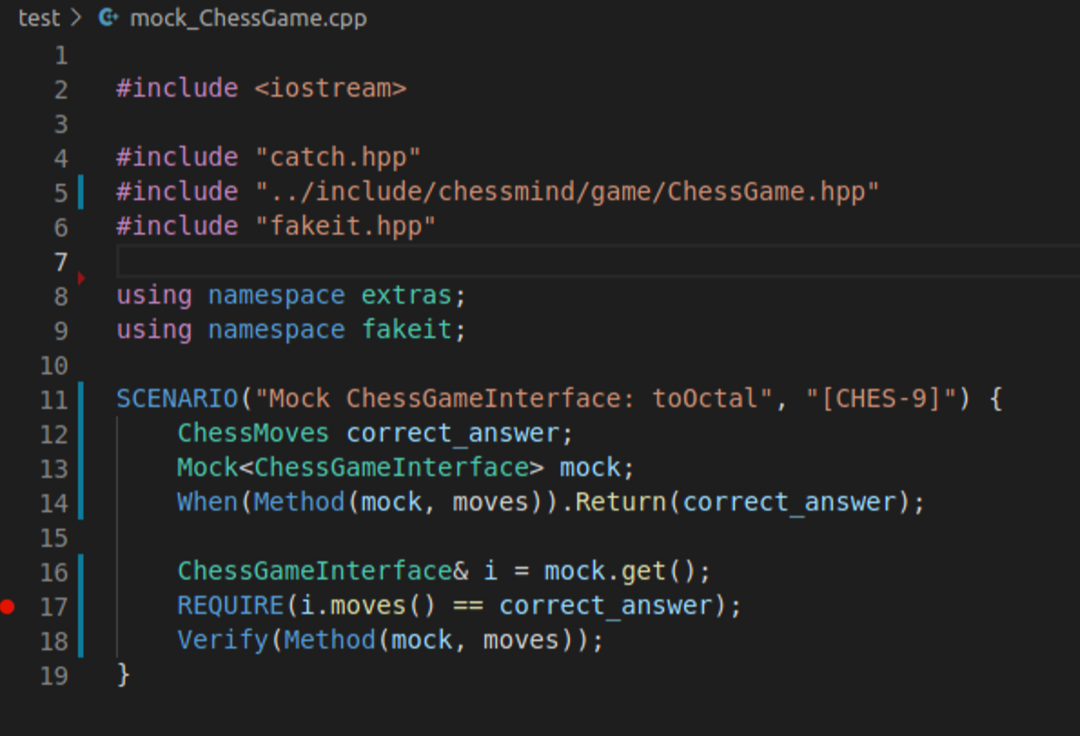 test > mock_ChessGame.cpp
1
2 #include <iostream>
3
4 #include "catch.hpp"
5 #include "../include/chessmind/game/ChessGame.hpp"
6 #include "fakeit.hpp"
7
8 using namespace extras;
9 using namespace fakeit;
10
11 SCENARIO("Mock ChessGameInterface: toOctal", "[CHES-9]") {
12     ChessMoves correct_answer;
13     Mock<ChessGameInterface> mock;
14     When(Method(mock, moves)).Return(correct_answer);
15
16     ChessGameInterface& i = mock.get();
17     REQUIRE(i.moves() == correct_answer);
18     Verify(Method(mock, moves));
19 }